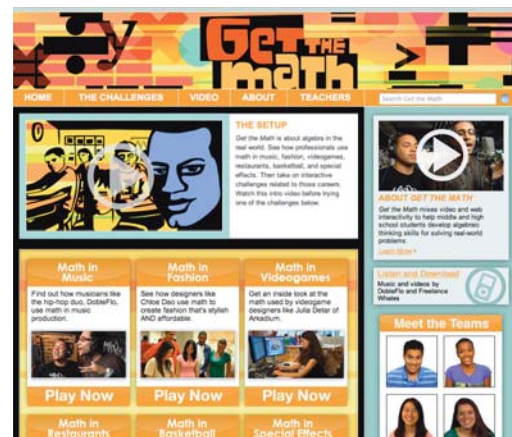 GET THE
math
HOME THE CHALLENGES VIDEO ABOUT TEACHERS Search Get the Math
THE SETUP
Get the Math is about algebra in the
real world. See how professionals use
math in music, fashion, videogames,
restaurants, basketball, and special
effects. Then take on interactive
challenges related to those careers.
Watch this intro video before trying
one of the challenges below.
ABOUT GET THE MATH
Get the Math mixes video and web
interactivity to help middle and high
school students develop algebraic
thinking skills for solving real-world
problems.
Learn More
Listen and Download
Music and videos by
DobleFlo and Freelance
Whales
Math in
Music
Find out how musicians like
the hip-hop duo, DobleFlo,
use math in music
production.
Play Now
Math in
Fashion
See how designers like
Chloe Dao use math to
create fashion that's stylish
AND affordable.
Play Now
Math in
Videogames
Get an inside look at the
math used by videogame
designers like Julia Detar of
Arkadium.
Play Now
Meet the Teams
Math in
Restaurants
Math in
Basketball
Math in
Special Effects